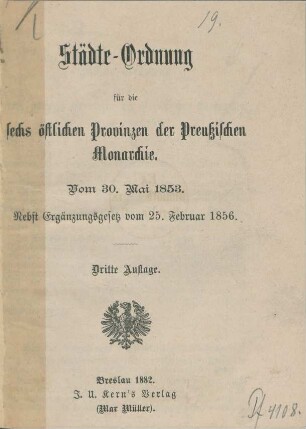 19.
Städte-Ordnung
für die
sechs östlichen Provinzen der Preußischen
Monarchie.
Vom 30. Mai 1853.
Nebst Ergänzungsgesetz vom 25. Februar 1856.
Dritte Auflage.
Breslau 1882.
J. U. Kern's Verlag
(Max Müller).
4108.